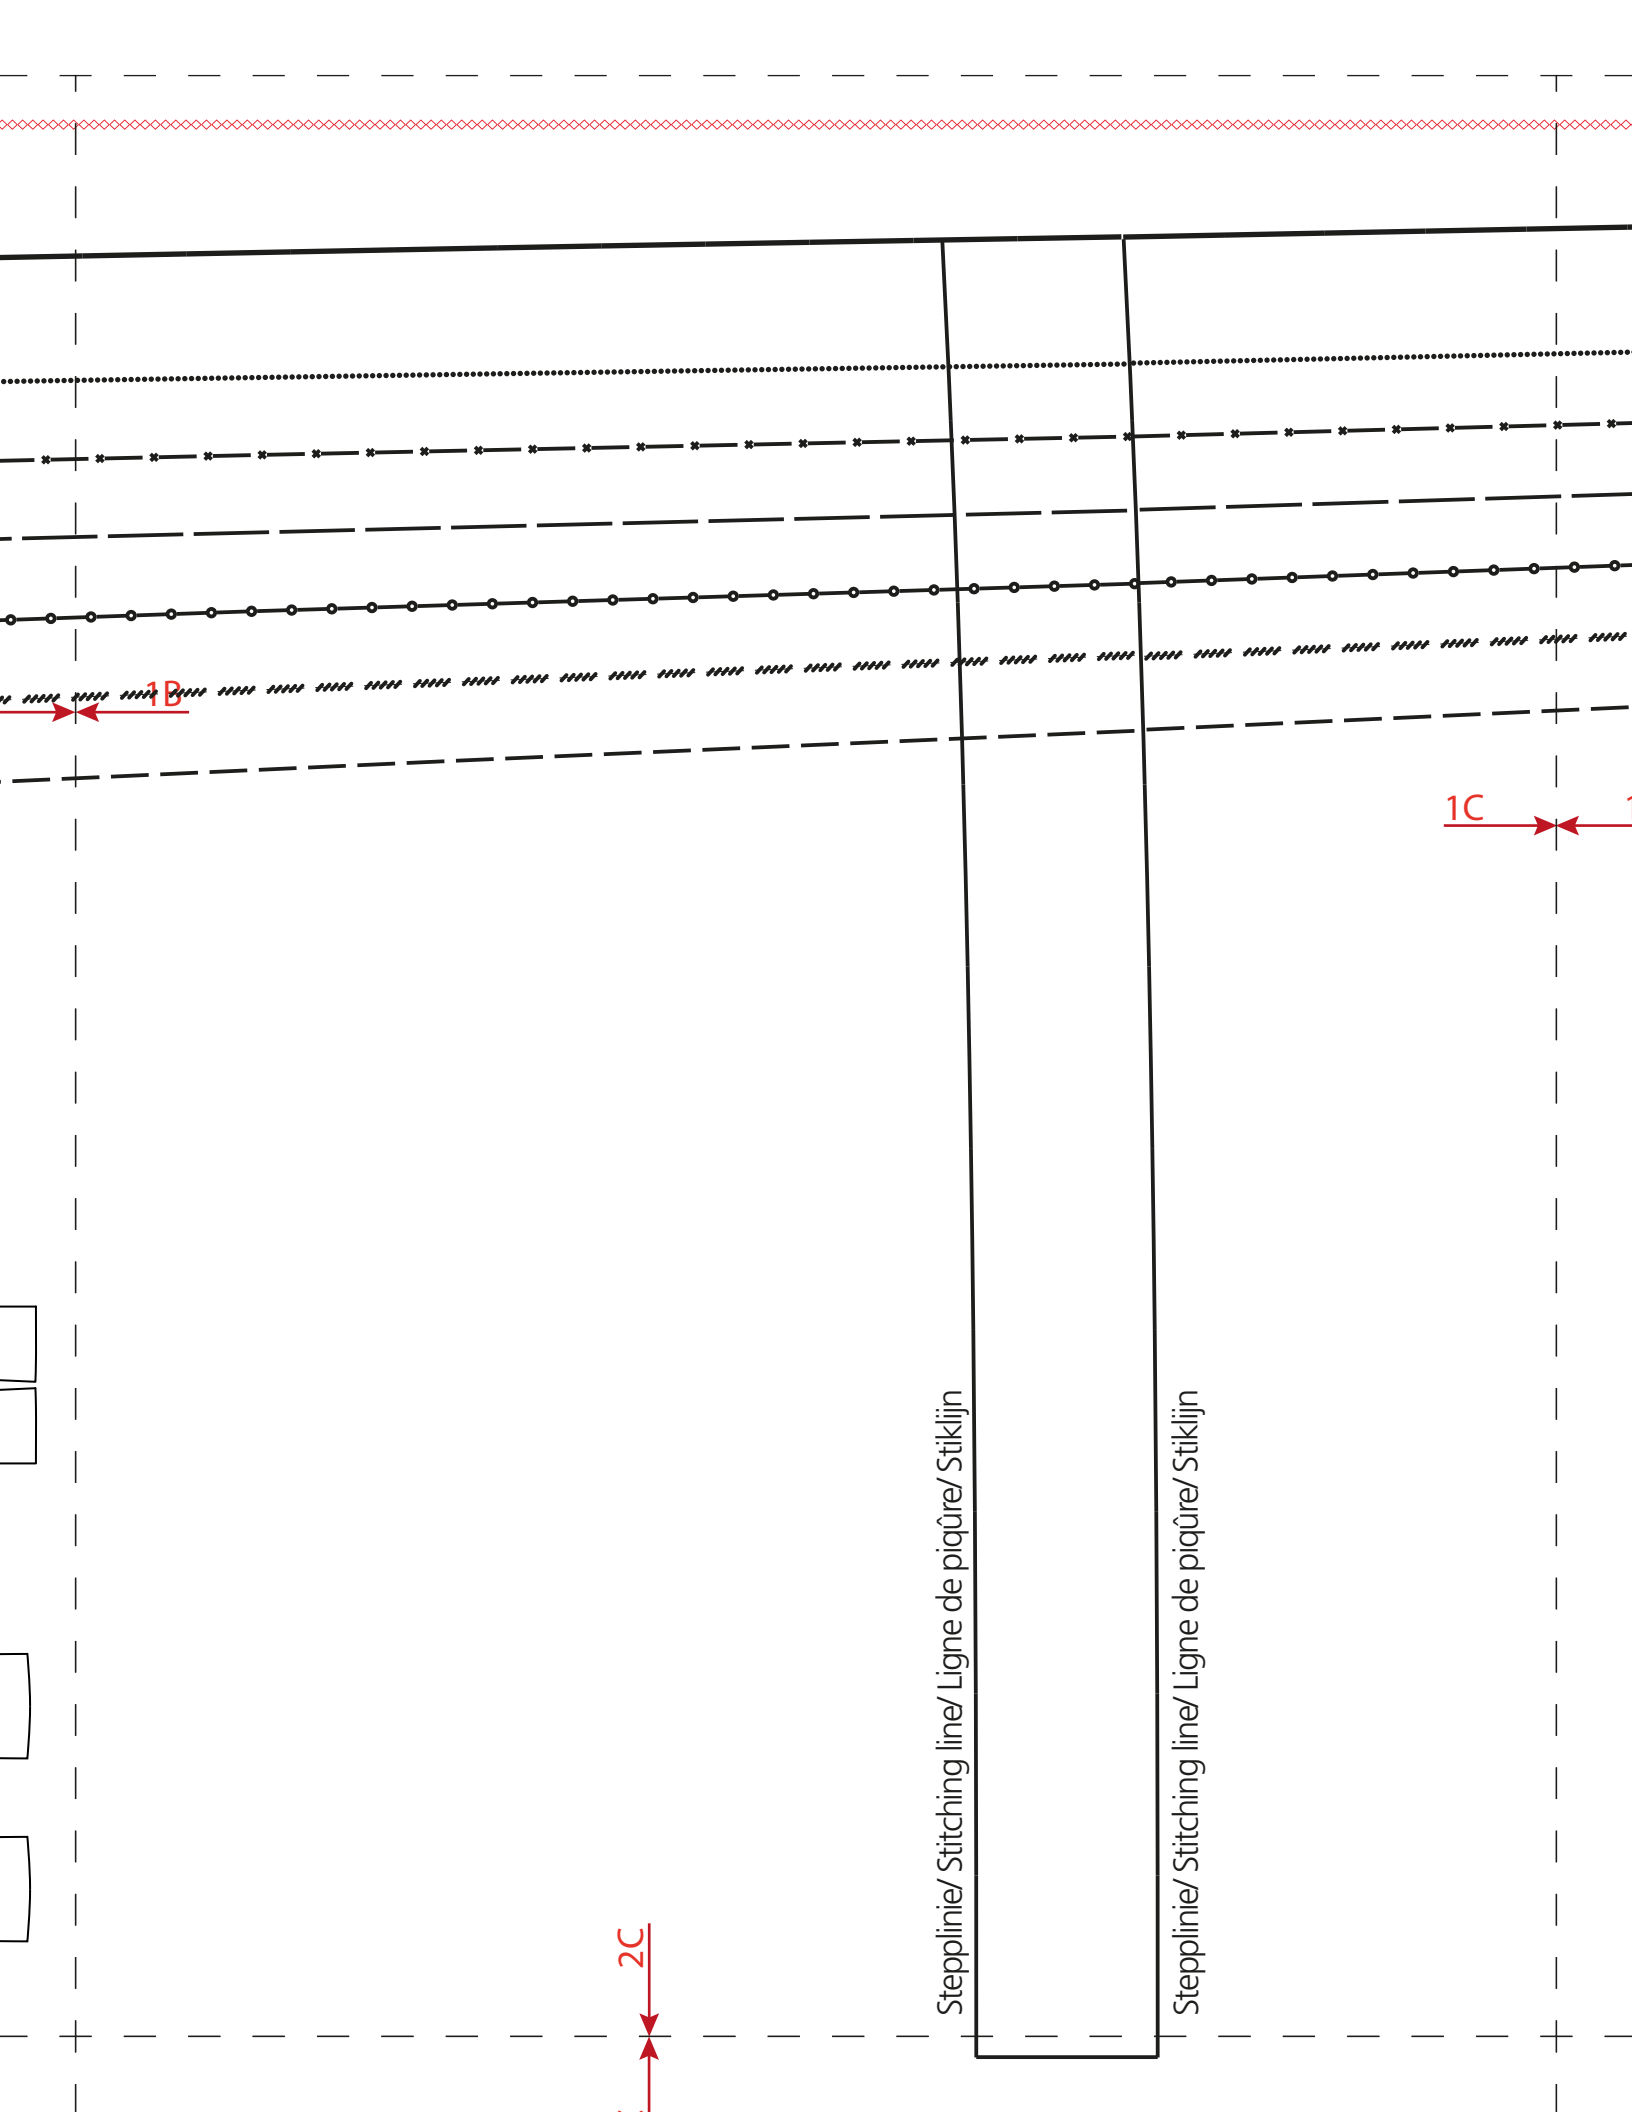 1B
1C
Stepplinie/ Stitching line/ Ligne de piqûre/ Stiklijn
Stepplinie/ Stitching line/ Ligne de piqûre/ Stiklijn
2C